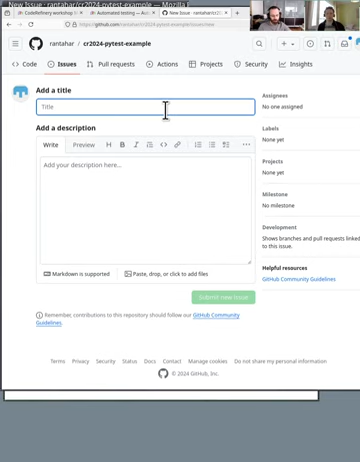 New Issue · rantahar/cr2024-pytest-example — Mozilla
CodeRefinery workshop
Automated testing —
New Issue · rantahar/cr
https://github.com/rantahar/cr2024-pytest-example/issues/new
rantahar / cr2024-pytest-example
Code
Issues
Pull requests
Actions
Projects
Security
Insights
Add a title
Title
Add a description
Write
Preview
H B I
Add your description here...
Markdown is supported
Paste, drop, or click to add files
Submit new issue
Remember, contributions to this repository should follow our GitHub Community
Guidelines.
Assignees
No one assigned
Labels
None yet
Projects
None yet
Milestone
No milestone
Development
Shows branches and pull requests linked
to this issue.
Helpful resources
GitHub Community Guidelines
Terms Privacy Security Status Docs Contact Manage cookies Do not share my personal information
© 2024 GitHub, Inc.